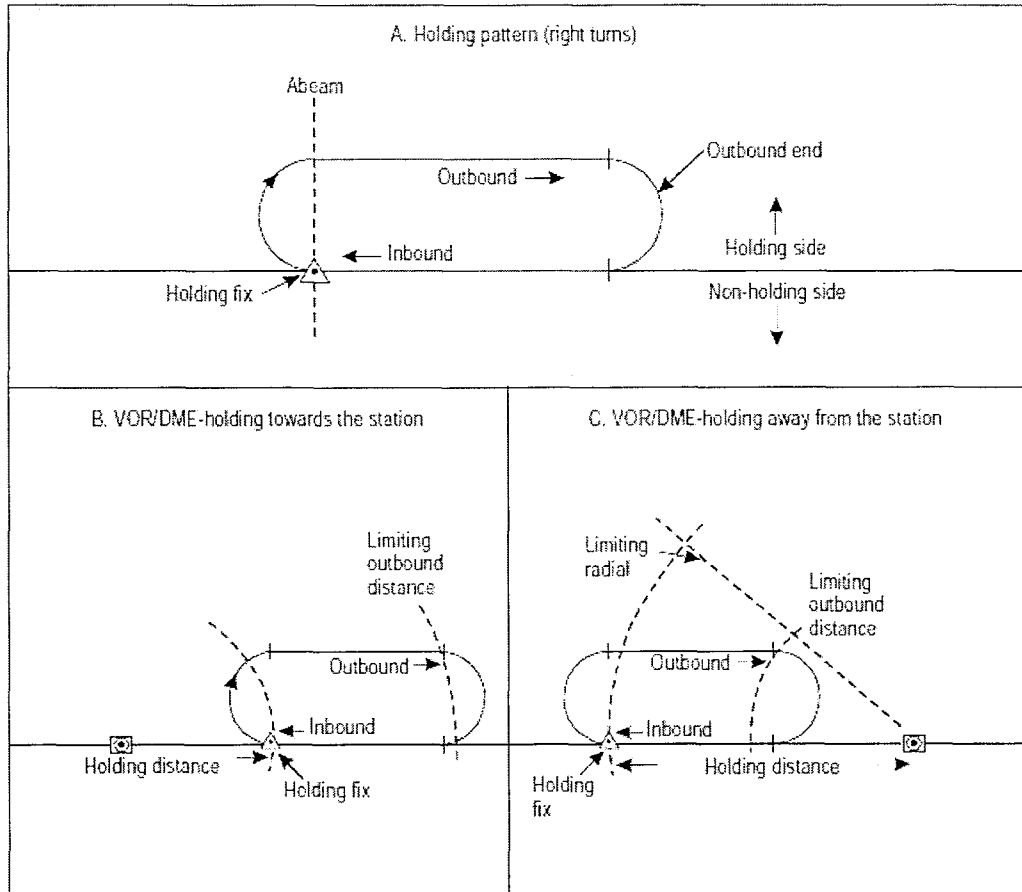 A. Holding pattern (right turns)
Abeam
Outbound end
Outbound
Holding side
Inbound
Holding fix
Non-holding side
B. VOR/DME-holding towards the station
Limiting
outbound
distance
Outbound
Inbound
Holding distance
Holding fix
C. VOR/DME-holding away from the station
Limiting
radial
Limiting
outbound
distance
Outbound
Inbound
Holding distance
Holding
fix